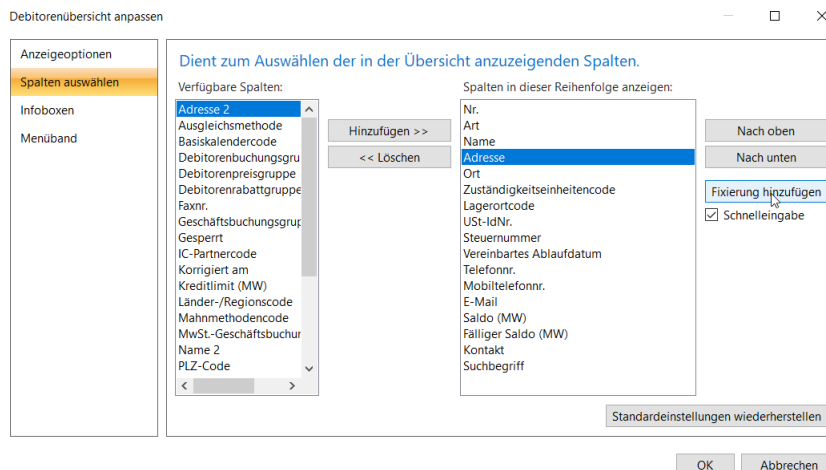 Debitorenübersicht anpassen
Anzeigeoptionen
Spalten auswählen
Infoboxen
Menüband
Dient zum Auswählen der in der Übersicht anzuzeigenden Spalten.
Verfügbare Spalten:
Adresse 2
Ausgleichsmethode
Basiskalendercode
Debitorenbuchungsgru
Debitorenpreisgruppe
Debitorenrabattgruppe
Faxnr.
Geschäftsbuchungsgrup
Gesperrt
IC-Partnercode
Korrigiert am
Kreditlimit (MW)
Länder-/Regionscode
Mahnmethodencode
MwSt.-Geschäftsbuchur
Name 2
PLZ-Code
Hinzufügen >>
<< Löschen
Spalten in dieser Reihenfolge anzeigen:
Nr.
Art
Name
Adresse
Ort
Zuständigkeitseinheitencode
Lagerortcode
USt-IdNr.
Steuernummer
Vereinbartes Ablaufdatum
Telefonnr.
Mobiltelefonnr.
E-Mail
Saldo (MW)
Fälliger Saldo (MW)
Kontakt
Suchbegriff
Nach oben
Nach unten
Fixierung hinzufügen
Schnelleingabe
Standardeinstellungen wiederherstellen
OK
Abbrechen